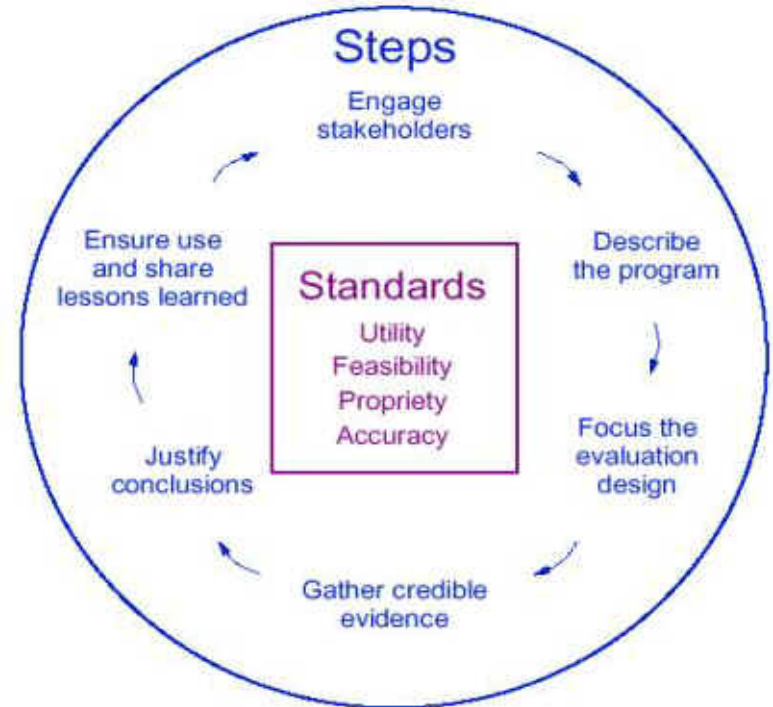 Steps
Engage
stakeholders
Describe
the program
Focus the
evaluation
design
Gather credible
evidence
Justify
conclusions
Ensure use
and share
lessons learned
Standards
Utility
Feasibility
Propriety
Accuracy